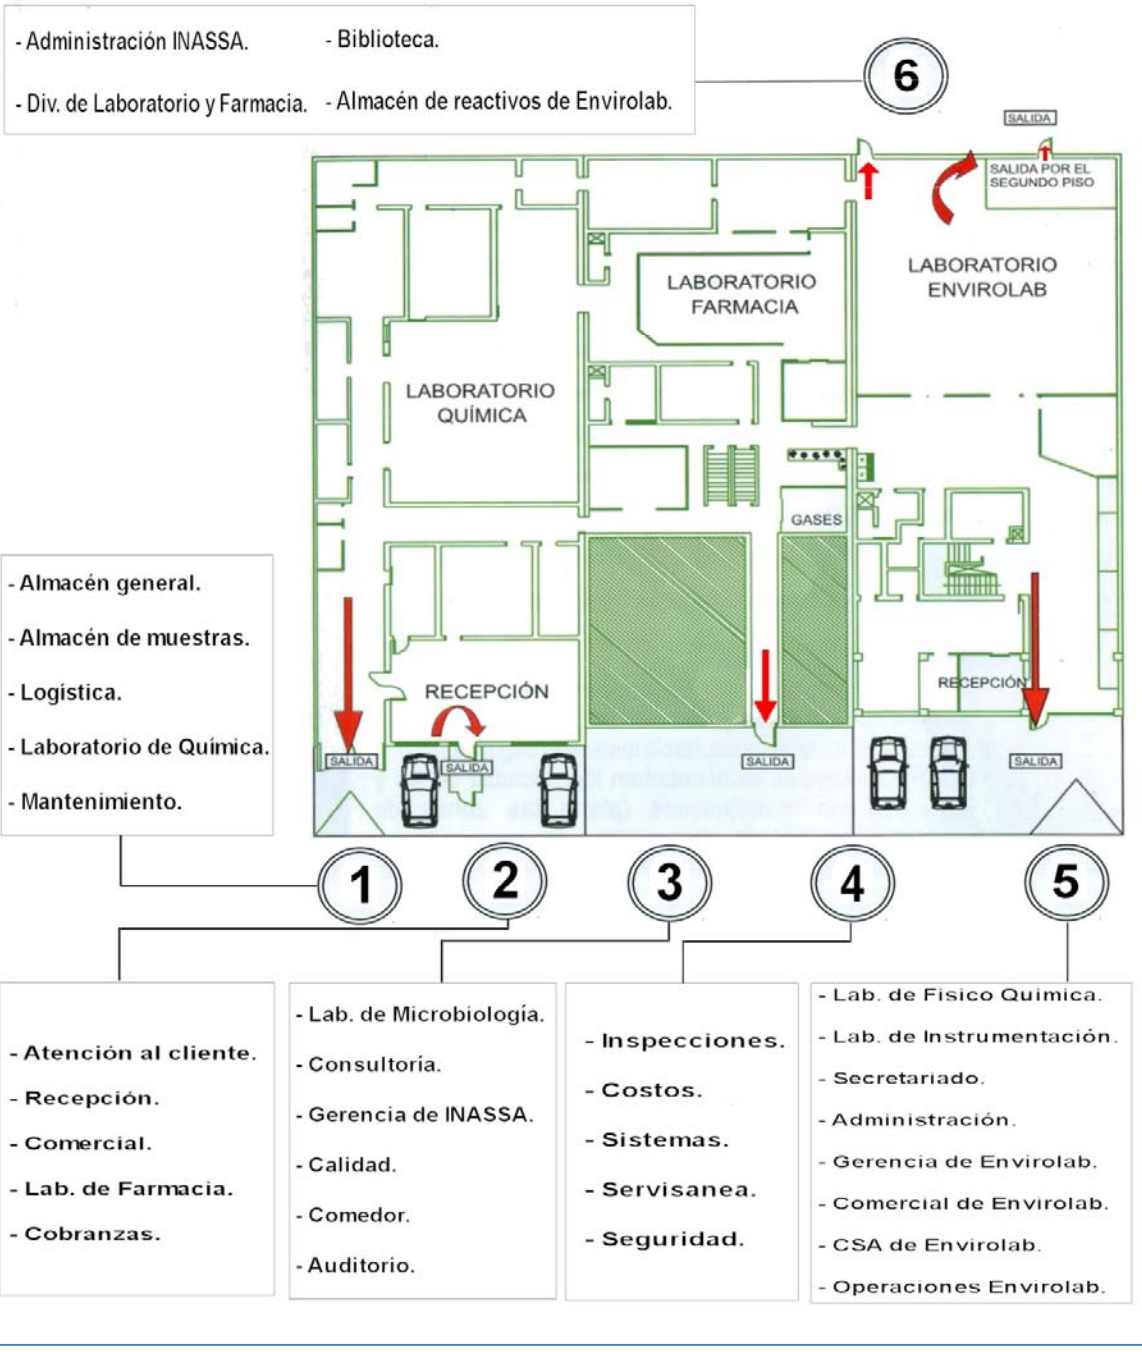 - Administración INASSA.
- Biblioteca.
- Div. de Laboratorio y Farmacia.
- Almacén de reactivos de Envirolab.
6
SALIDA
SALIDA POR EL
SEGUNDO PISO
LABORATORIO
ENVIROLAB
LABORATORIO
FARMACIA
LABORATORIO
QUÍMICA
GASES
RECEPCIÓN
RECEPCIÓN
SALIDA
SALIDA
SALIDA
SALIDA
- Almacén general.
- Almacén de muestras.
- Logística.
- Laboratorio de Química.
- Mantenimiento.
1
2
3
4
5
- Atención al cliente.
- Recepción.
- Comercial.
- Lab. de Farmacia.
- Cobranzas.
- Lab. de Microbiología.
- Consultoría.
- Gerencia de INASSA.
- Calidad.
- Comedor.
- Auditorio.
- Inspecciones.
- Costos.
- Sistemas.
- Servisanea.
- Seguridad.
- Lab. de Fisico Quimica.
- Lab. de Instrumentación.
- Secretariado.
- Administración.
- Gerencia de Envirolab.
- Comercial de Envirolab.
- CSA de Envirolab.
- Operaciones Envirolab.